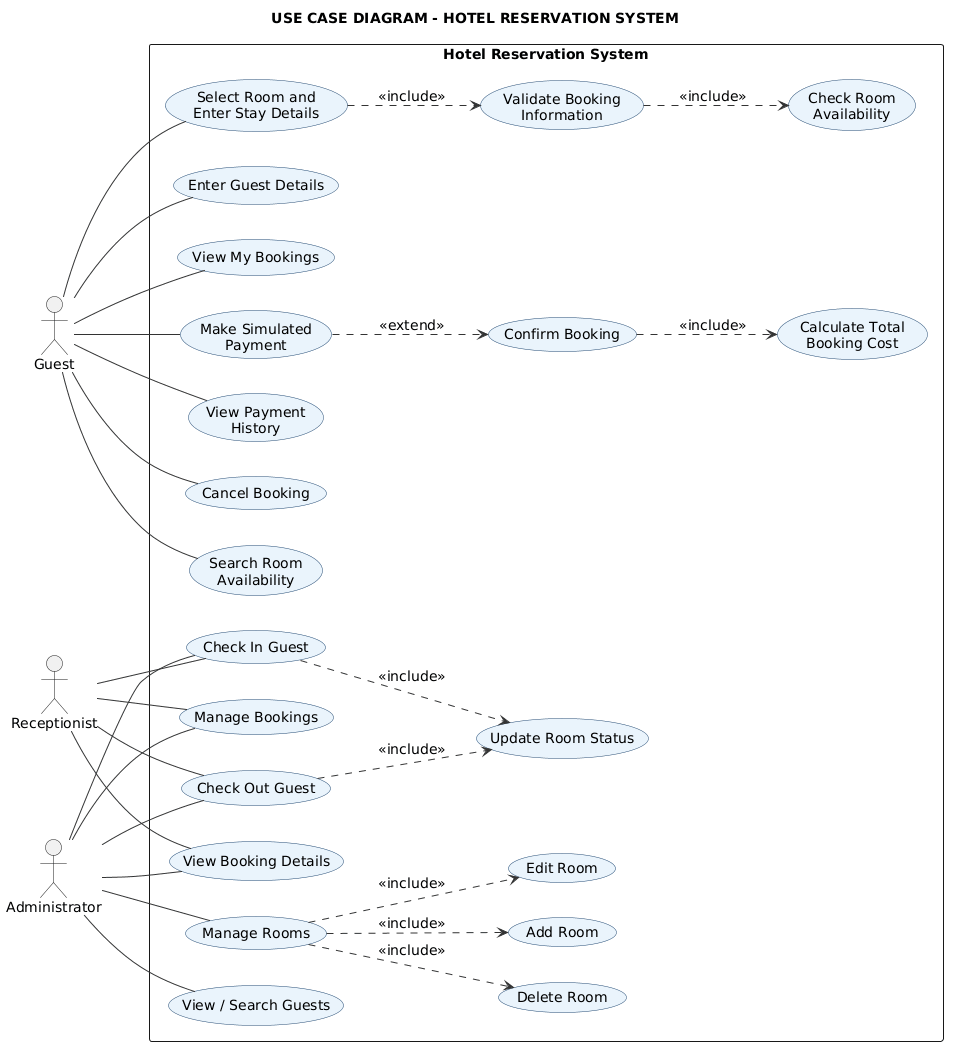 USE CASE DIAGRAM - HOTEL RESERVATION SYSTEM
Hotel Reservation System
Select Room and
Enter Stay Details
«include»
Validate Booking
Information
«include»
Check Room
Availability
Enter Guest Details
View My Bookings
Guest
Make Simulated
Payment
«extend»
Confirm Booking
«include»
Calculate Total
Booking Cost
View Payment
History
Cancel Booking
Search Room
Availability
Receptionist
Check In Guest
«include»
Manage Bookings
Update Room Status
«include»
Check Out Guest
Administrator
View Booking Details
Manage Rooms
«include»
Edit Room
«include»
Add Room
«include»
Delete Room
View / Search Guests